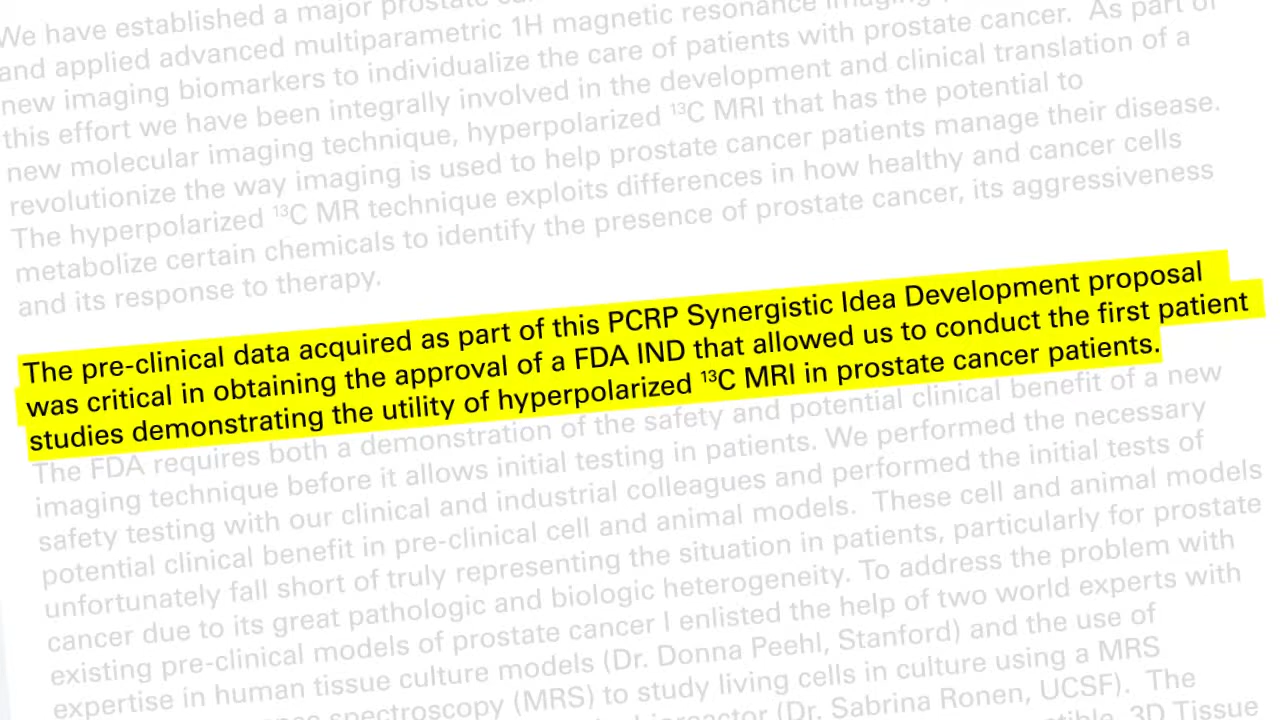 We have established a major prostate
and applied advanced multiparametric 1H magnetic resonance
new imaging biomarkers to individualize the care of patients with prostate cancer. As part of
this effort we have been integrally involved in the development and clinical translation of a
new molecular imaging technique, hyperpolarized ¹³C MRI that has the potential to
revolutionize the way imaging is used to help prostate cancer patients manage their disease.
The hyperpolarized ¹³C MR technique exploits differences in how healthy and cancer cells
metabolize certain chemicals to identify the presence of prostate cancer, its aggressiveness
and its response to therapy.
The pre-clinical data acquired as part of this PCRP Synergistic Idea Development proposal
was critical in obtaining the approval of a FDA IND that allowed us to conduct the first patient
studies demonstrating the utility of hyperpolarized ¹³C MRI in prostate cancer patients.
The FDA requires both a demonstration of the safety and potential clinical benefit of a new
imaging technique before it allows initial testing in patients. We performed the necessary
safety testing with our clinical and industrial colleagues and performed the initial tests of
potential clinical benefit in pre-clinical cell and animal models. These cell and animal models
unfortunately fall short of truly representing the situation in patients, particularly for prostate
cancer due to its great pathologic and biologic heterogeneity. To address the problem with
existing pre-clinical models of prostate cancer I enlisted the help of two world experts with
expertise in human tissue culture models (Dr. Donna Peehl, Stanford) and the use of
spectroscopy (MRS) to study living cells in culture using a MRS
(Dr. Sabrina Ronen, UCSF). The
3D Tissue